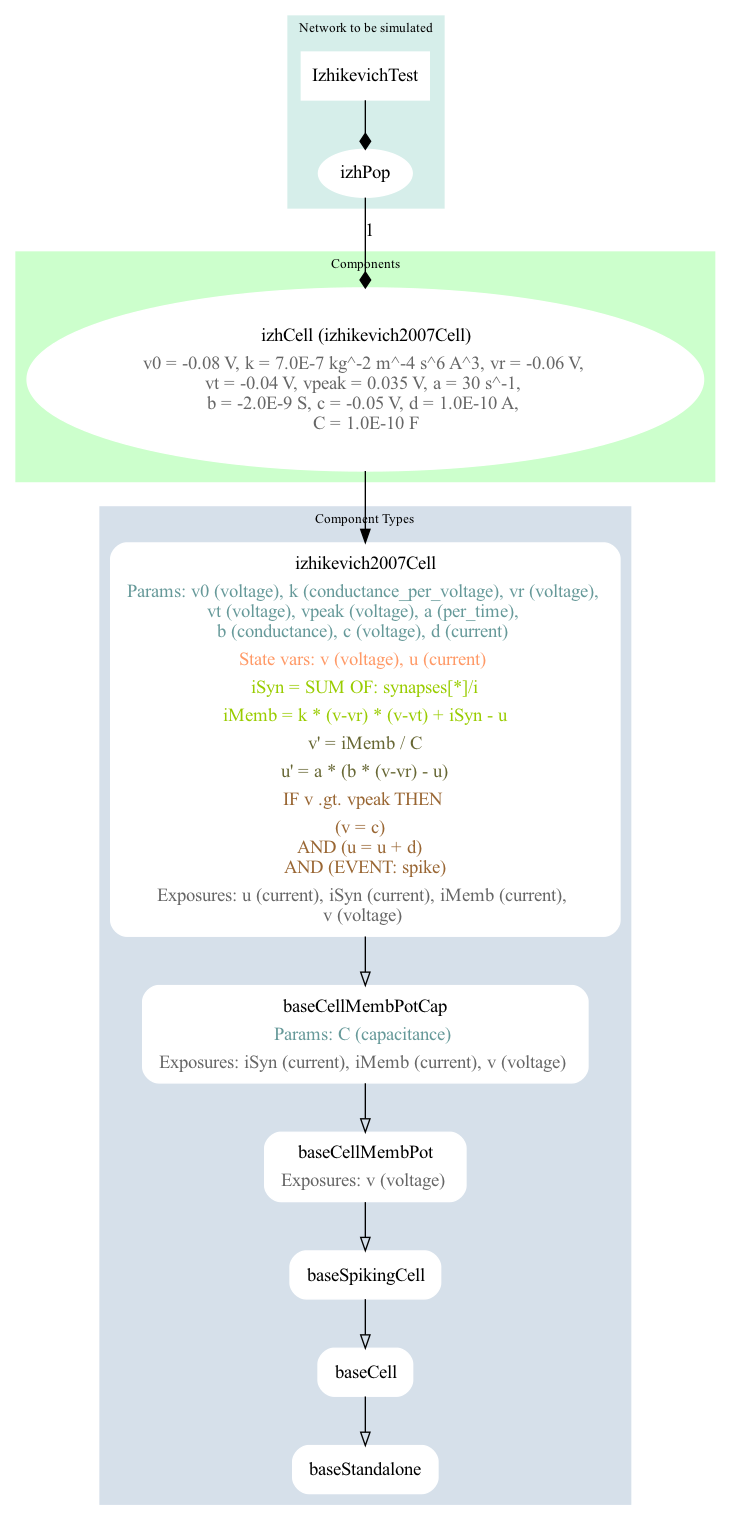 Network to be simulated
IzhikevichTest
izhPop
1
Components
izhCell (izhikevich2007Cell)
v0 = -0.08 V, k = 7.0E-7 kg^-2 m^-4 s^6 A^3, vr = -0.06 V,
vt = -0.04 V, vpeak = 0.035 V, a = 30 s^-1,
b = -2.0E-9 S, c = -0.05 V, d = 1.0E-10 A,
C = 1.0E-10 F
Component Types
izhikevich2007Cell
Params: v0 (voltage), k (conductance_per_voltage), vr (voltage),
vt (voltage), vpeak (voltage), a (per_time),
b (conductance), c (voltage), d (current)
State vars: v (voltage), u (current)
iSyn = SUM OF: synapses[*]/i
iMemb = k * (v-vr) * (v-vt) + iSyn - u
v' = iMemb / C
u' = a * (b * (v-vr) - u)
IF v .gt. vpeak THEN
(v = c)
AND (u = u + d)
AND (EVENT: spike)
Exposures: u (current), iSyn (current), iMemb (current),
v (voltage)
baseCellMembPotCap
Params: C (capacitance)
Exposures: iSyn (current), iMemb (current), v (voltage)
baseCellMembPot
Exposures: v (voltage)
baseSpikingCell
baseCell
baseStandalone